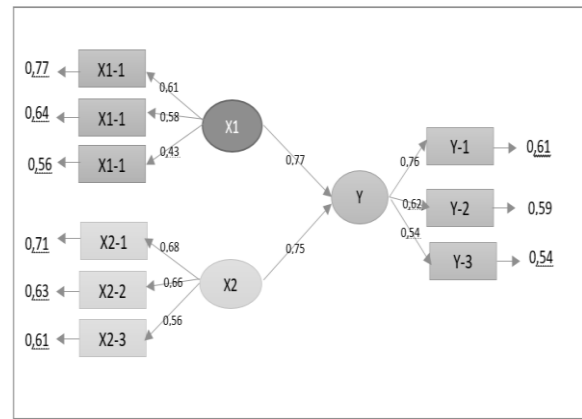 0,77 X1-1 0,61
0,64 X1-1 0,58 X1
0,56 X1-1 0,43
0,77
Y-1 0,61
0,76
Y 0,62 Y-2 0,59
0,54 Y-3 0,54
0,71 X2-1 0,68
0,75
0,63 X2-2 0,66 X2
0,61 X2-3 0,56